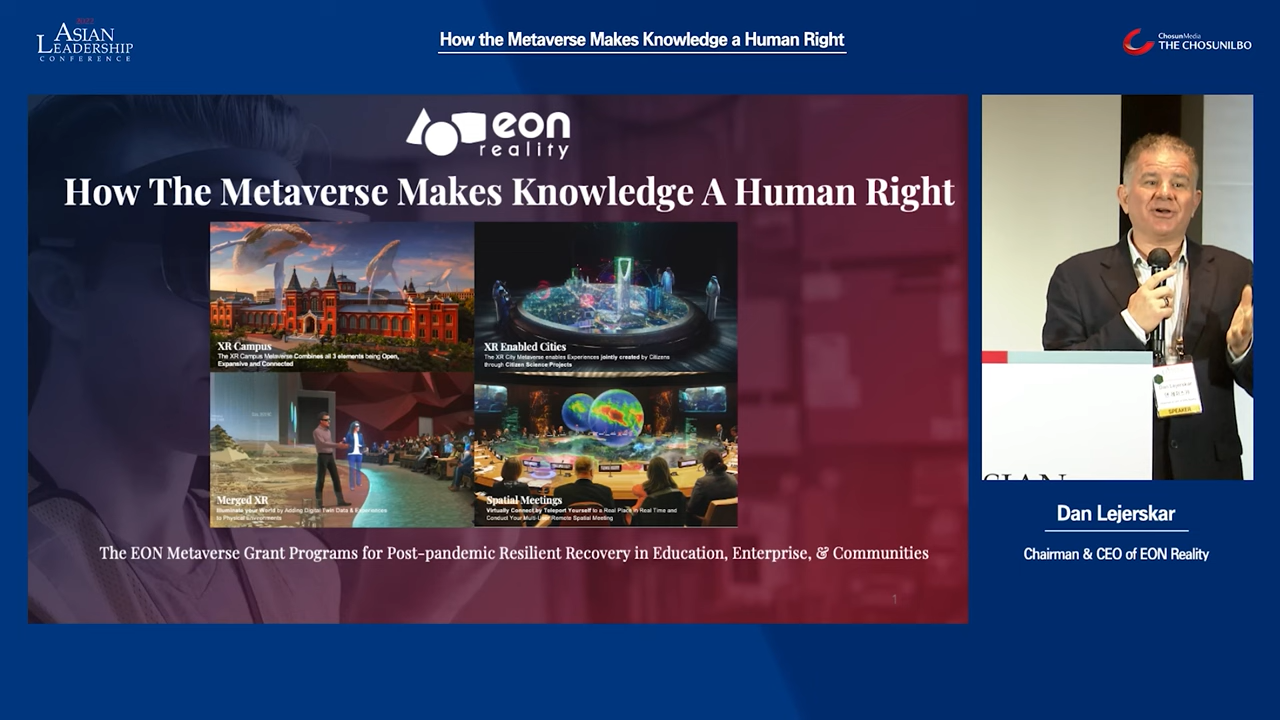 ASIAN
LEADERSHIP
CONFERENCE
How the Metaverse Makes Knowledge a Human Right
ChosunMedia
THE CHOSUNILBO
eon
reality
How The Metaverse Makes Knowledge A Human Right
XR Campus
The XR Campus Metaverse Combines all 3 elements being Open,
Expansive and Connected
XR Enabled Cities
The XR City Metaverse enables Experiences jointly created by Citizens
through Citizen Science Projects
Merged XR
Illuminate your World by Adding Digital Twin Data & Experiences
to Physical Environments
Spatial Meetings
Virtually Connect by Teleport Yourself to a Real Place in Real Time and
Conduct Your Multi-User Remote Spatial Meeting
The EON Metaverse Grant Programs for Post-pandemic Resilient Recovery in Education, Enterprise, & Communities
1
Dan Lejerskar
SPEAKER
Dan Lejerskar
Chairman & CEO of EON Reality